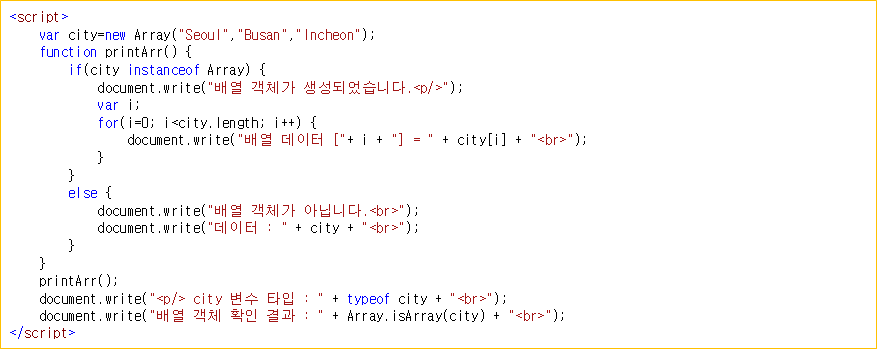 <script>
var city=new Array("Seoul","Busan","Incheon");
function printArr() {
if(city instanceof Array) {
document.write("배열 객체가 생성되었습니다.<p/>");
var i;
for(i=0; i<city.length; i++) {
document.write("배열 데이터 ["+ i + "] = " + city[i] + "<br>");
}
}
else {
document.write("배열 객체가 아닙니다.<br>");
document.write("데이터 : " + city + "<br>");
}
}
printArr();
document.write("<p/> city 변수 타입 : " + typeof city + "<br>");
document.write("배열 객체 확인 결과 : " + Array.isArray(city) + "<br>");
</script>